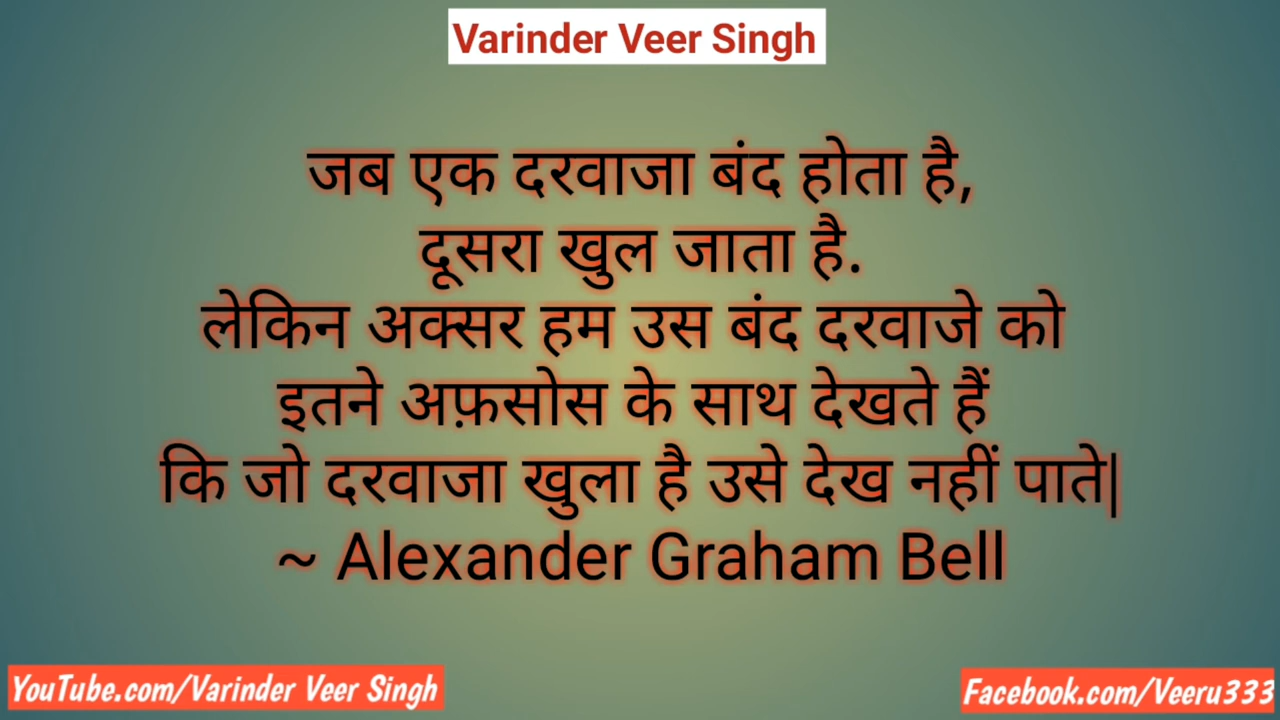 Varinder Veer Singh
जब एक दरवाजा बंद होता है,
दूसरा खुल जाता है.
लेकिन अक्सर हम उस बंद दरवाजे को
इतने अफ़सोस के साथ देखते हैं
कि जो दरवाजा खुला है उसे देख नहीं पाते|
~ Alexander Graham Bell
YouTube.com/Varinder Veer Singh
Facebook.com/Veeru333